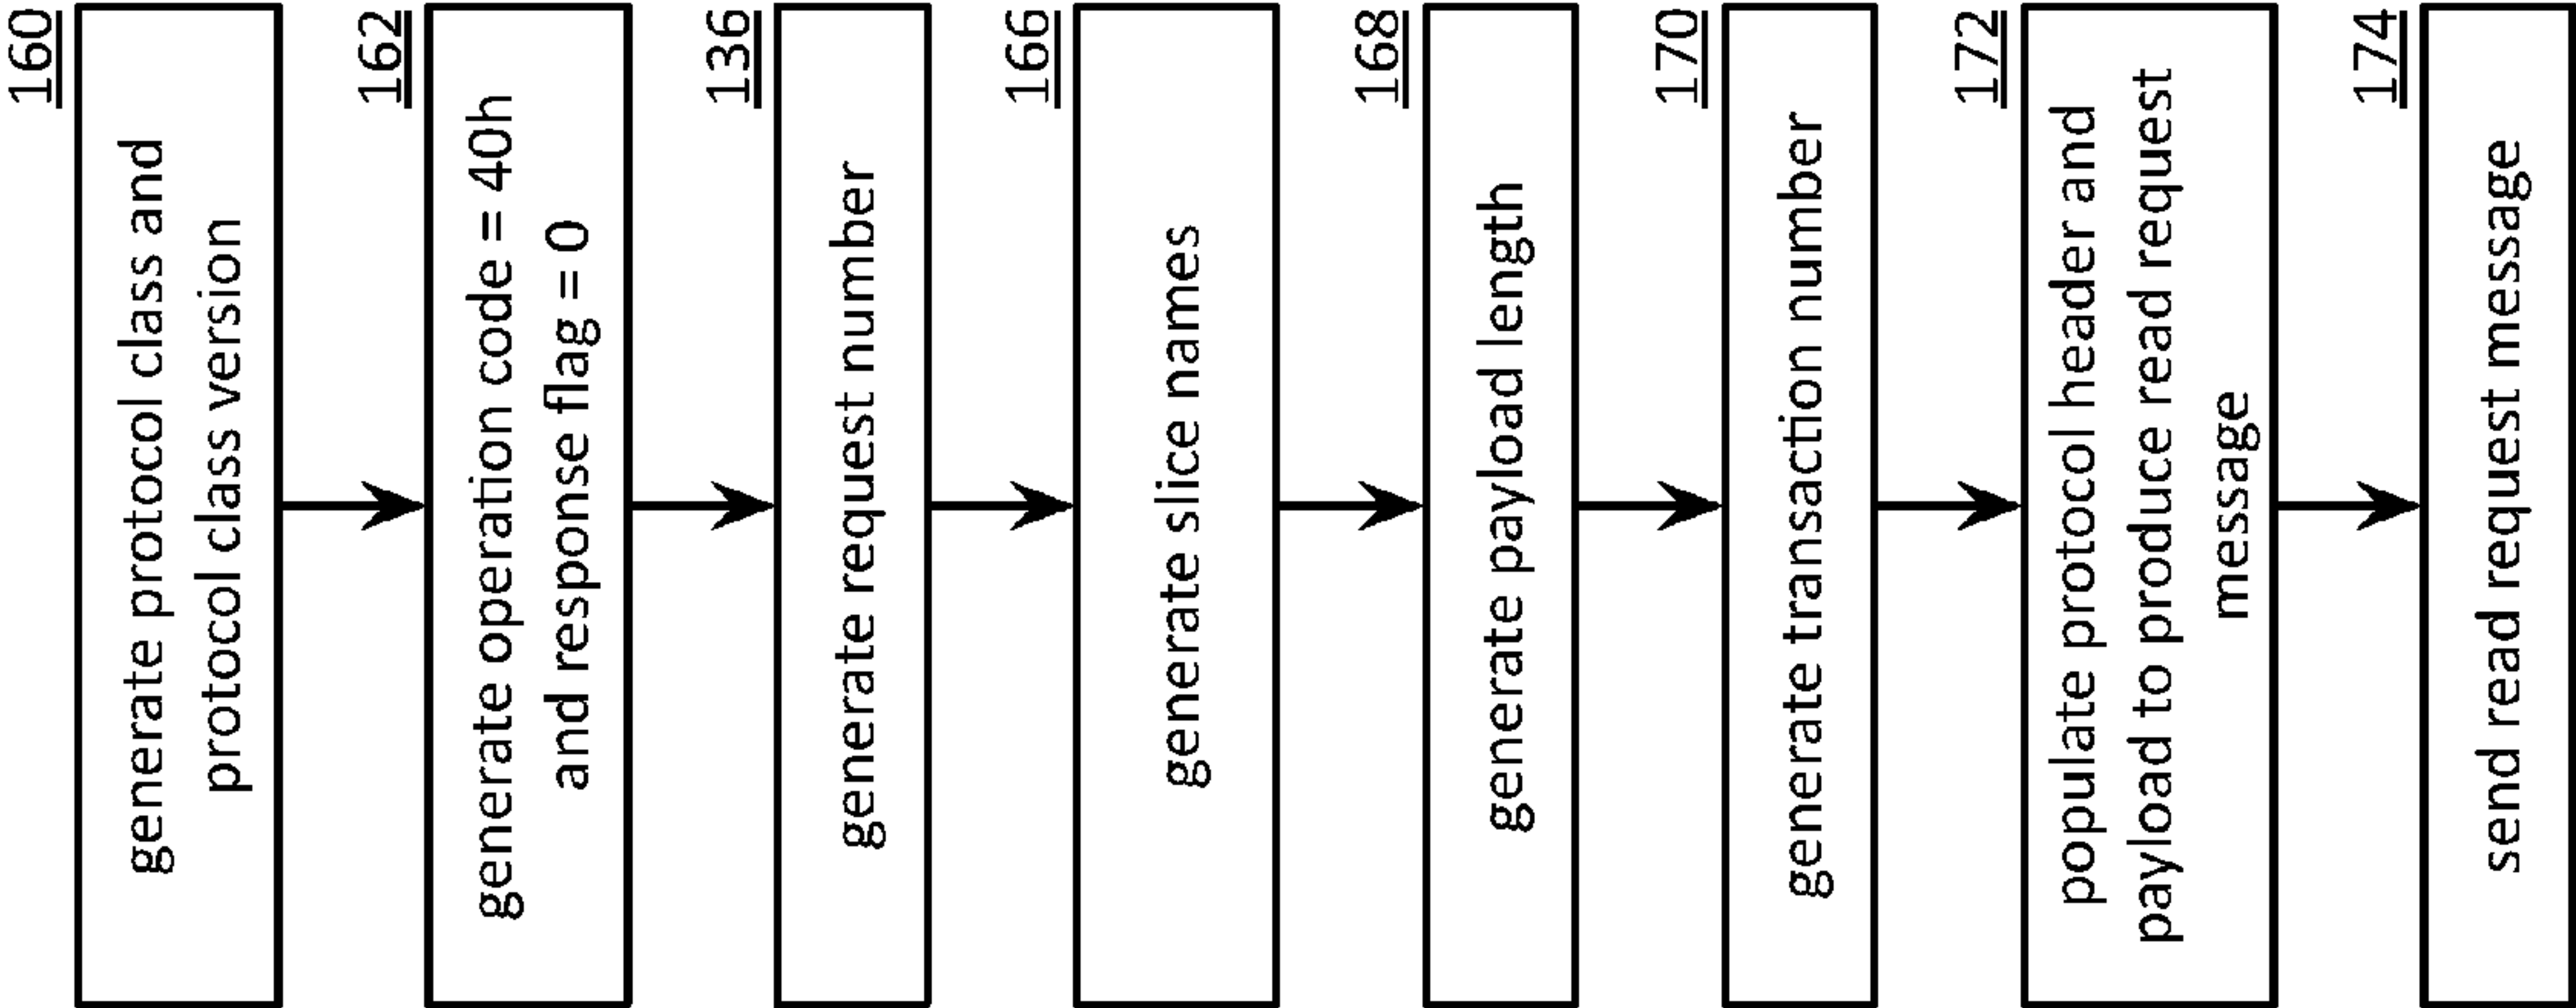 160
generate protocol class and
protocol class version
162
generate operation code = 40h
and response flag = 0
136
generate request number
166
generate slice names
168
generate payload length
170
generate transaction number
172
populate protocol header and
payload to produce read request
message
174
send read request message